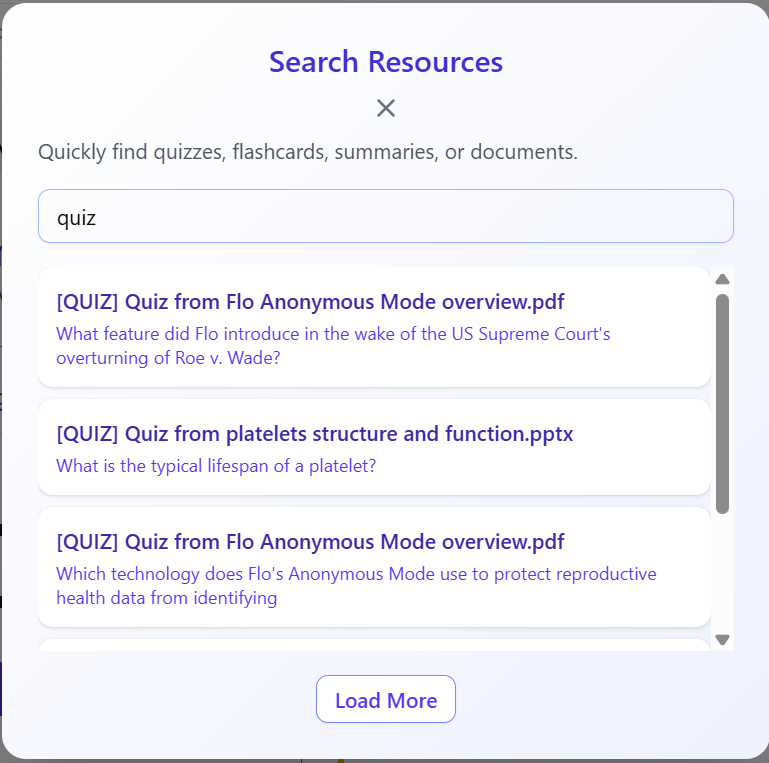 Search Resources
Quickly find quizzes, flashcards, summaries, or documents.
quiz
[QUIZ] Quiz from Flo Anonymous Mode overview.pdf
What feature did Flo introduce in the wake of the US Supreme Court's
overturning of Roe v. Wade?
[QUIZ] Quiz from platelets structure and function.pptx
What is the typical lifespan of a platelet?
[QUIZ] Quiz from Flo Anonymous Mode overview.pdf
Which technology does Flo's Anonymous Mode use to protect reproductive
health data from identifying
Load More